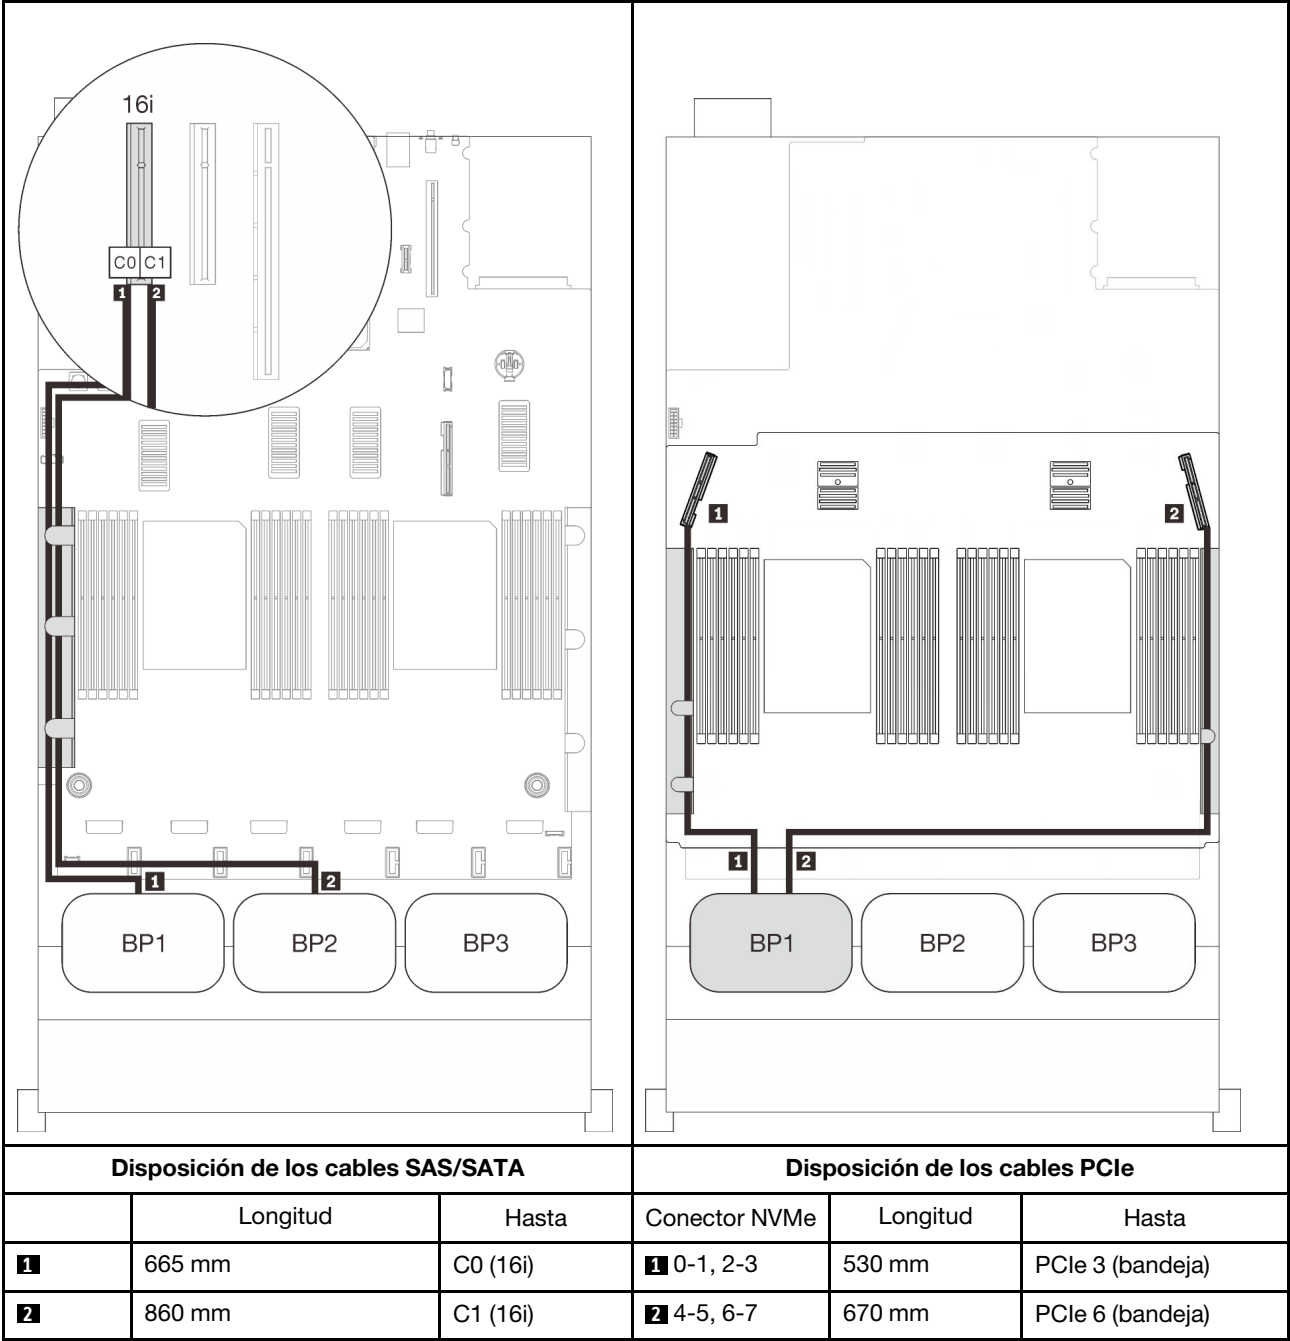 16i
C0 C1
1 2
1 2
BP1 BP2 BP3
1 2
1 2
BP1 BP2 BP3
Disposición de los cables SAS/SATA
Disposición de los cables PCIe
Longitud Hasta Conector NVMe Longitud Hasta
1 665 mm C0 (16i) 1 0-1, 2-3 530 mm PCIe 3 (bandeja)
2 860 mm C1 (16i) 2 4-5, 6-7 670 mm PCIe 6 (bandeja)